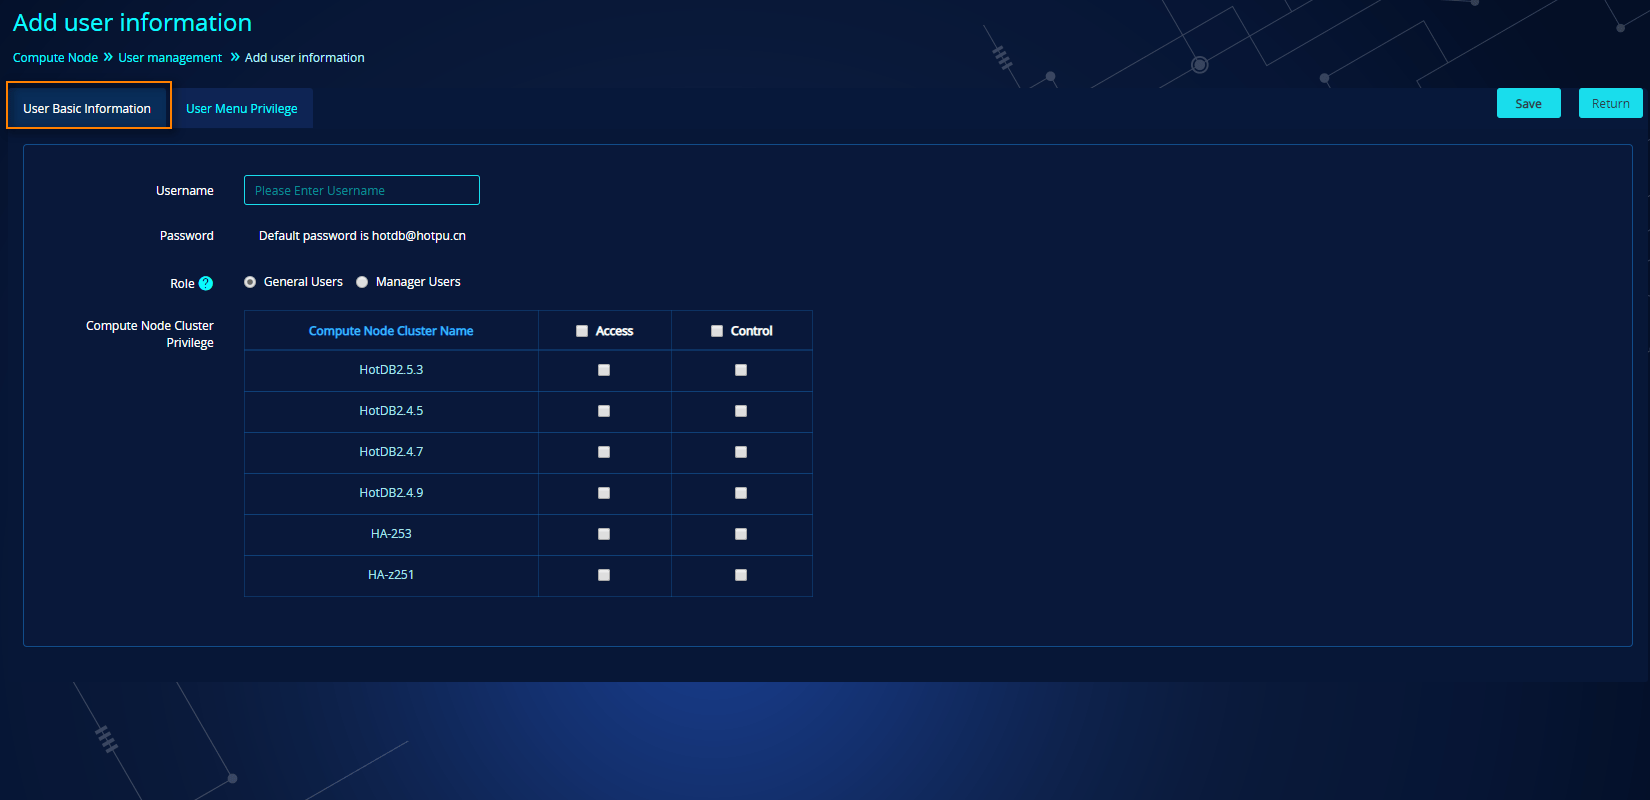 Add user information
Compute Node » User management » Add user information
User Basic Information
User Menu Privilege
Save
Return
Username
Please Enter Username
Password
Default password is hotdb@hotpu.cn
Role ?
General Users
Manager Users
Compute Node Cluster
Privilege
Compute Node Cluster Name
Access
Control
HotDB2.5.3
HotDB2.4.5
HotDB2.4.7
HotDB2.4.9
HA-253
HA-z251